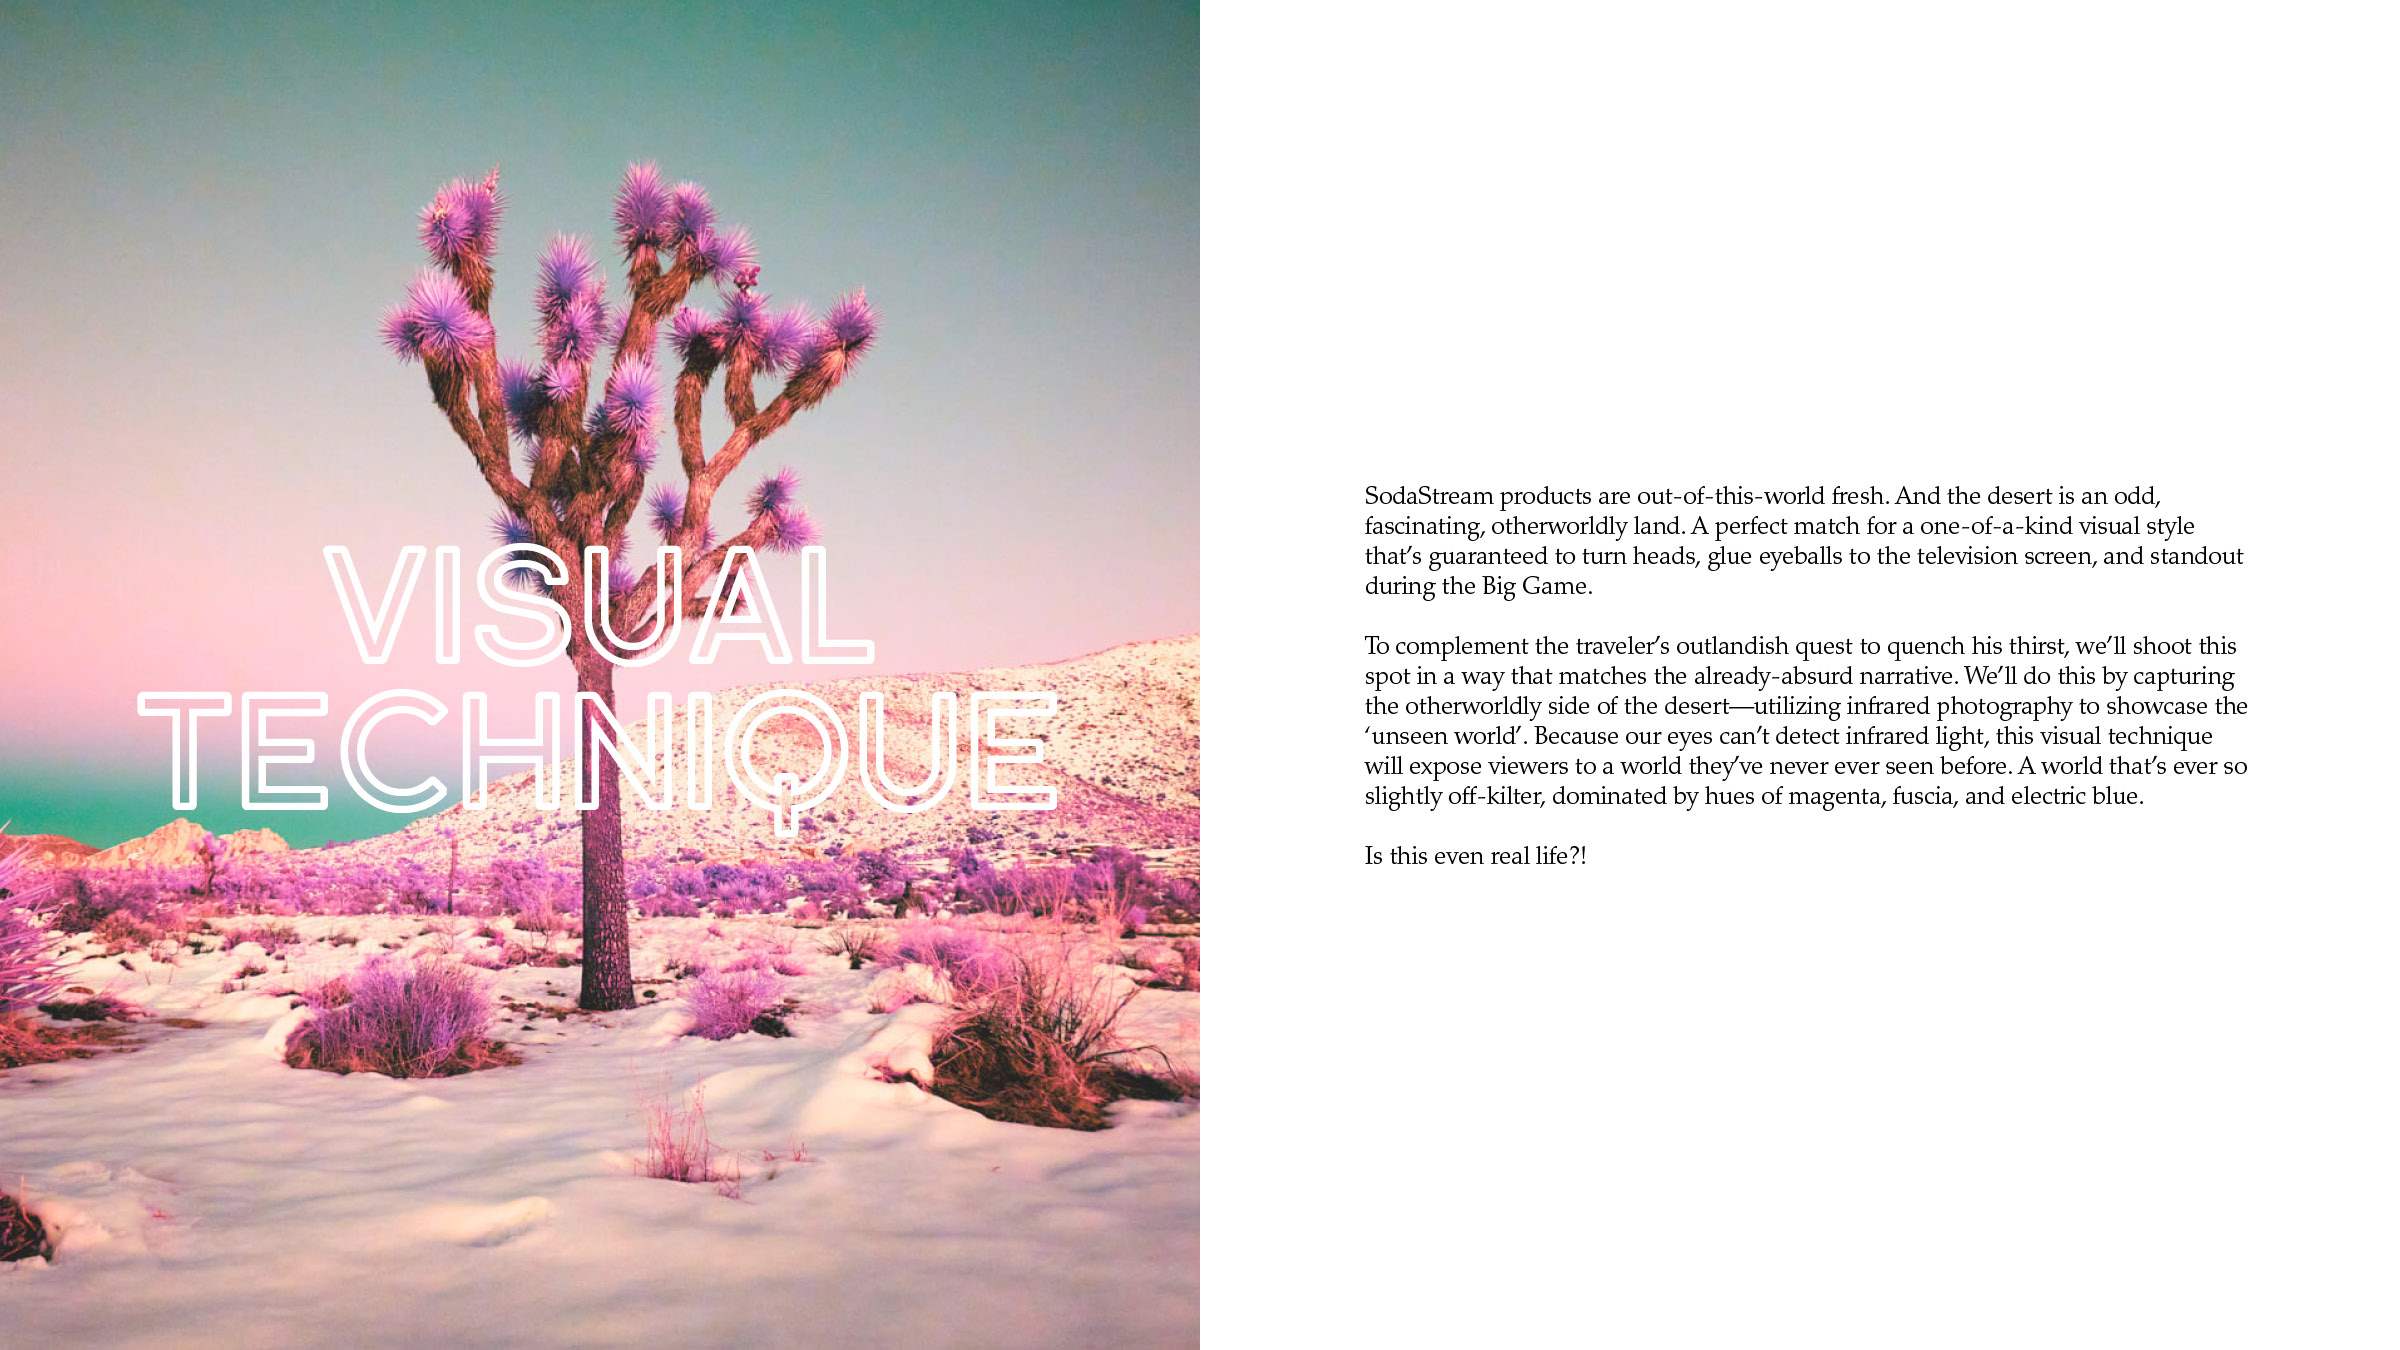 VISUAL
TECHNIQUE
SodaStream products are out-of-this-world fresh. And the desert is an odd,
fascinating, otherworldly land. A perfect match for a one-of-a-kind visual style
that’s guaranteed to turn heads, glue eyeballs to the television screen, and standout
during the Big Game.
To complement the traveler’s outlandish quest to quench his thirst, we’ll shoot this
spot in a way that matches the already-absurd narrative. We’ll do this by capturing
the otherworldly side of the desert—utilizing infrared photography to showcase the
‘unseen world’. Because our eyes can’t detect infrared light, this visual technique
will expose viewers to a world they’ve never ever seen before. A world that’s ever so
slightly off-kilter, dominated by hues of magenta, fuscia, and electric blue.
Is this even real life?!